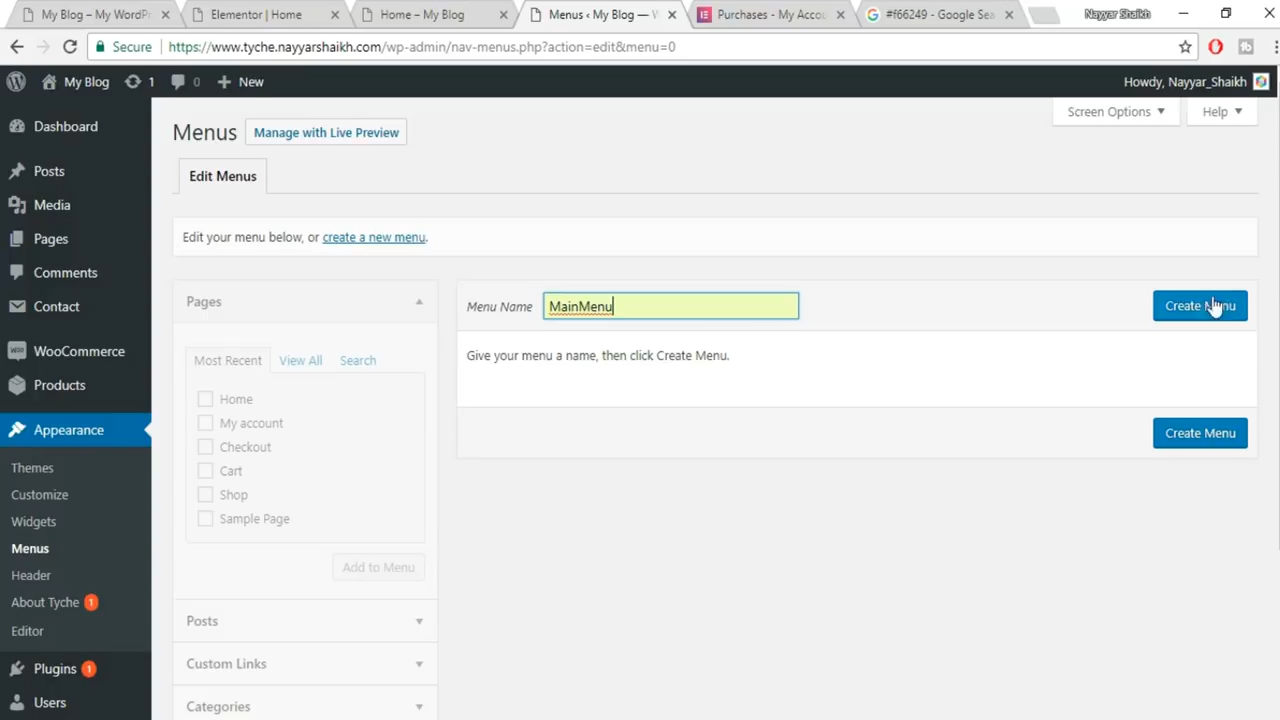 My Blog – My WordPr
Elementor | Home
Home – My Blog
Menus ‹ My Blog — W
Purchases - My Accou
#f66249 - Google Sea
Nayyar Shaikh
Secure
https://www.tyche.nayyarshaikh.com/wp-admin/nav-menus.php?action=edit&menu=0
My Blog
1
0
New
Howdy, Nayyar_Shaikh
Dashboard
Posts
Media
Pages
Comments
Contact
WooCommerce
Products
Appearance
Themes
Customize
Widgets
Menus
Header
About Tyche 1
Editor
Plugins 1
Users
Screen Options
Help
Menus
Manage with Live Preview
Edit Menus
Edit your menu below, or create a new menu.
Pages
Most Recent
View All
Search
Home
My account
Checkout
Cart
Shop
Sample Page
Add to Menu
Posts
Custom Links
Categories
Menu Name
MainMenu
Create Menu
Give your menu a name, then click Create Menu.
Create Menu